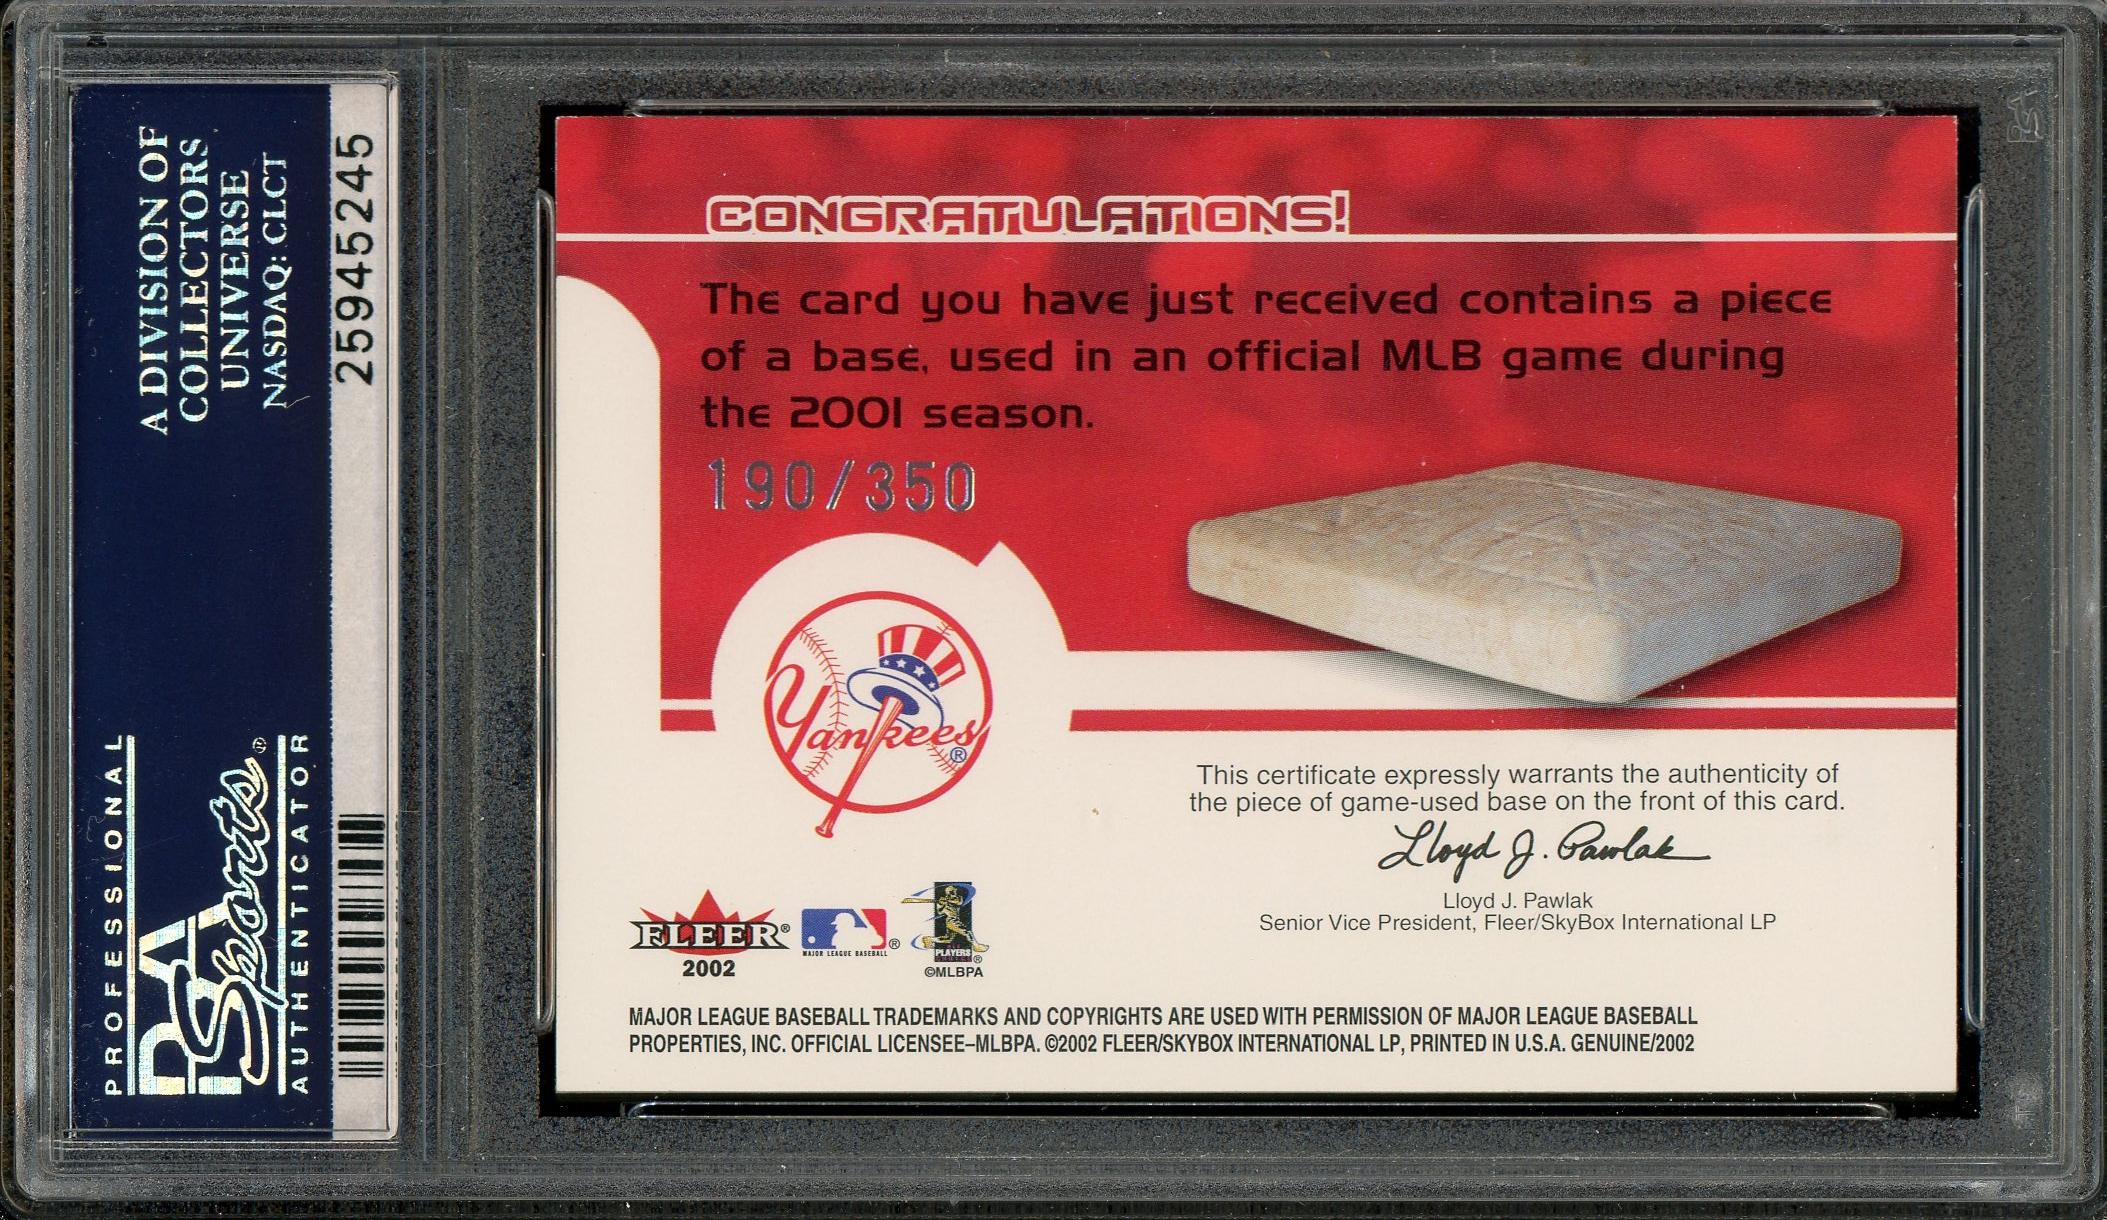 A DIVISION OF
COLLECTORS
UNIVERSE
NASDAQ: CLCT
25945245
PROFESSIONAL
PSA
Sports®
AUTHENTICATOR
CONGRATULATIONS!
The card you have just received contains a piece
of a base, used in an official MLB game during
the 2001 season.
190/350
Yankees®
This certificate expressly warrants the authenticity of
the piece of game-used base on the front of this card.
Lloyd J. Pawlak
Lloyd J. Pawlak
Senior Vice President, Fleer/SkyBox International LP
FLEER®
2002
MAJOR LEAGUE BASEBALL ®
PLAYERS
®
©MLBPA
MAJOR LEAGUE BASEBALL TRADEMARKS AND COPYRIGHTS ARE USED WITH PERMISSION OF MAJOR LEAGUE BASEBALL
PROPERTIES, INC. OFFICIAL LICENSEE–MLBPA. ©2002 FLEER/SKYBOX INTERNATIONAL LP, PRINTED IN U.S.A. GENUINE/2002
PSA